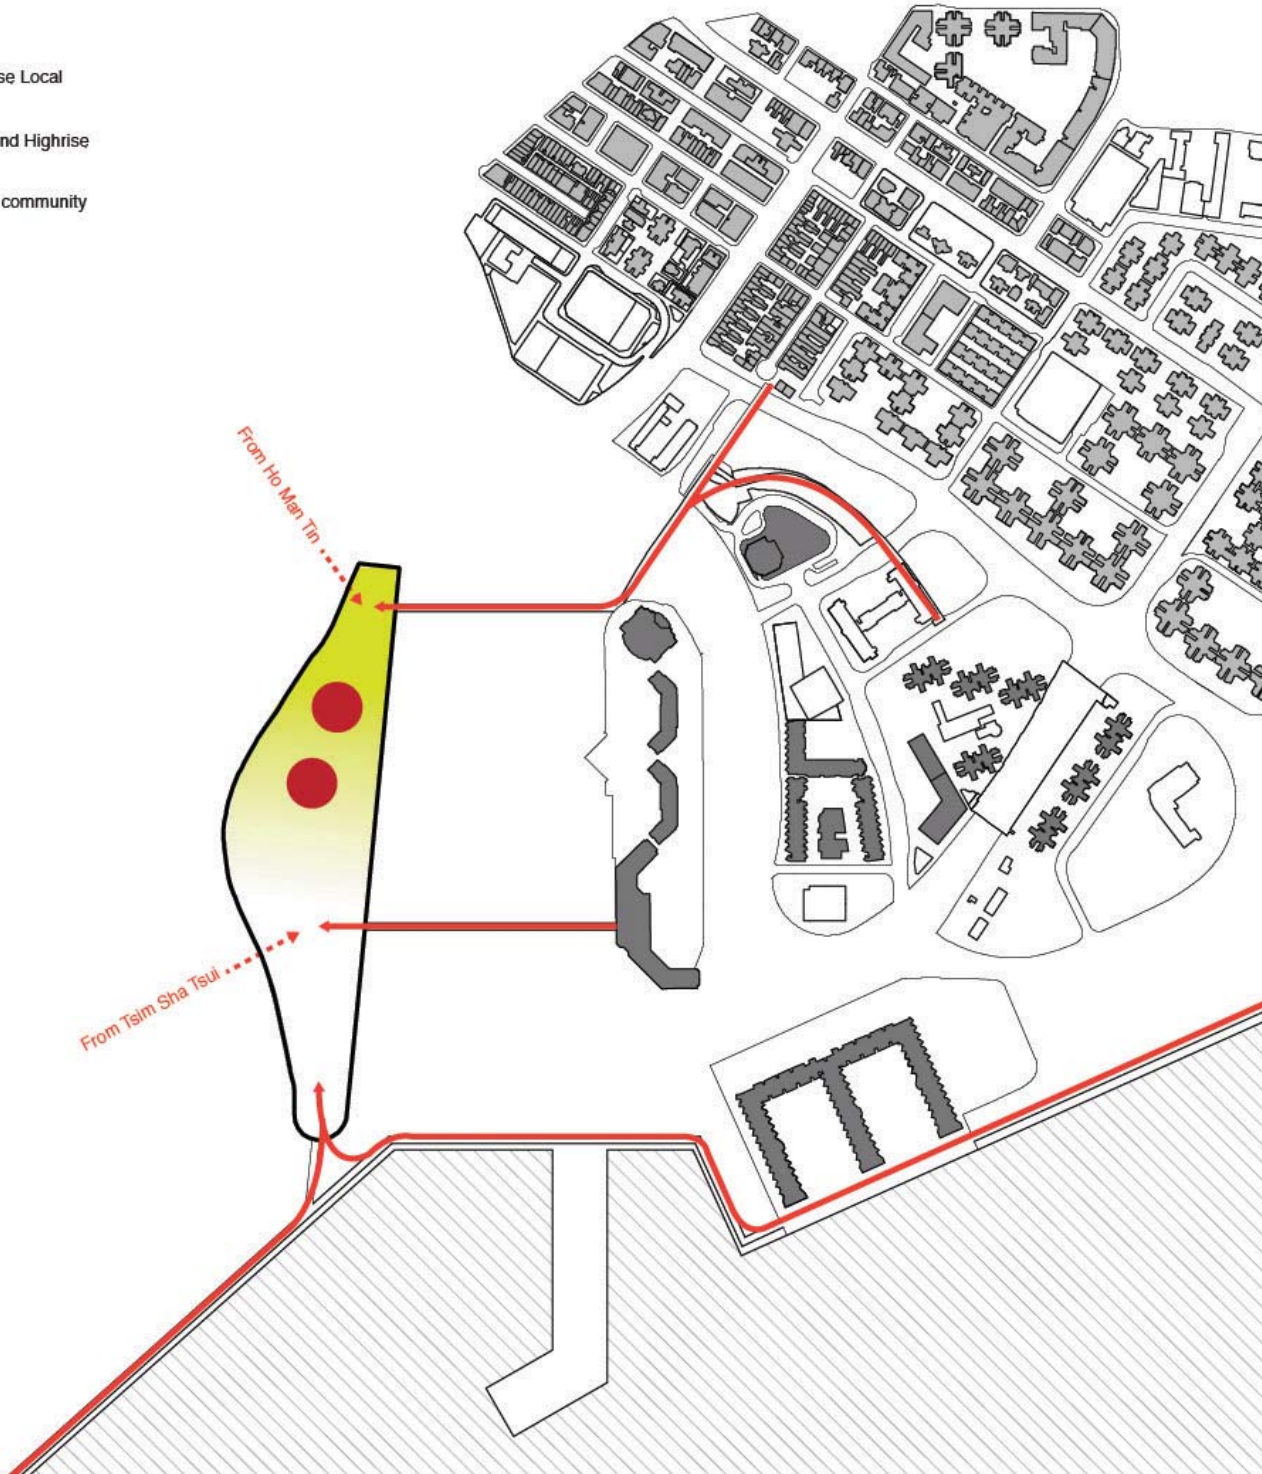 se Local
nd Highrise
community
From Ho Man Tin
From Tsim Sha Tsui